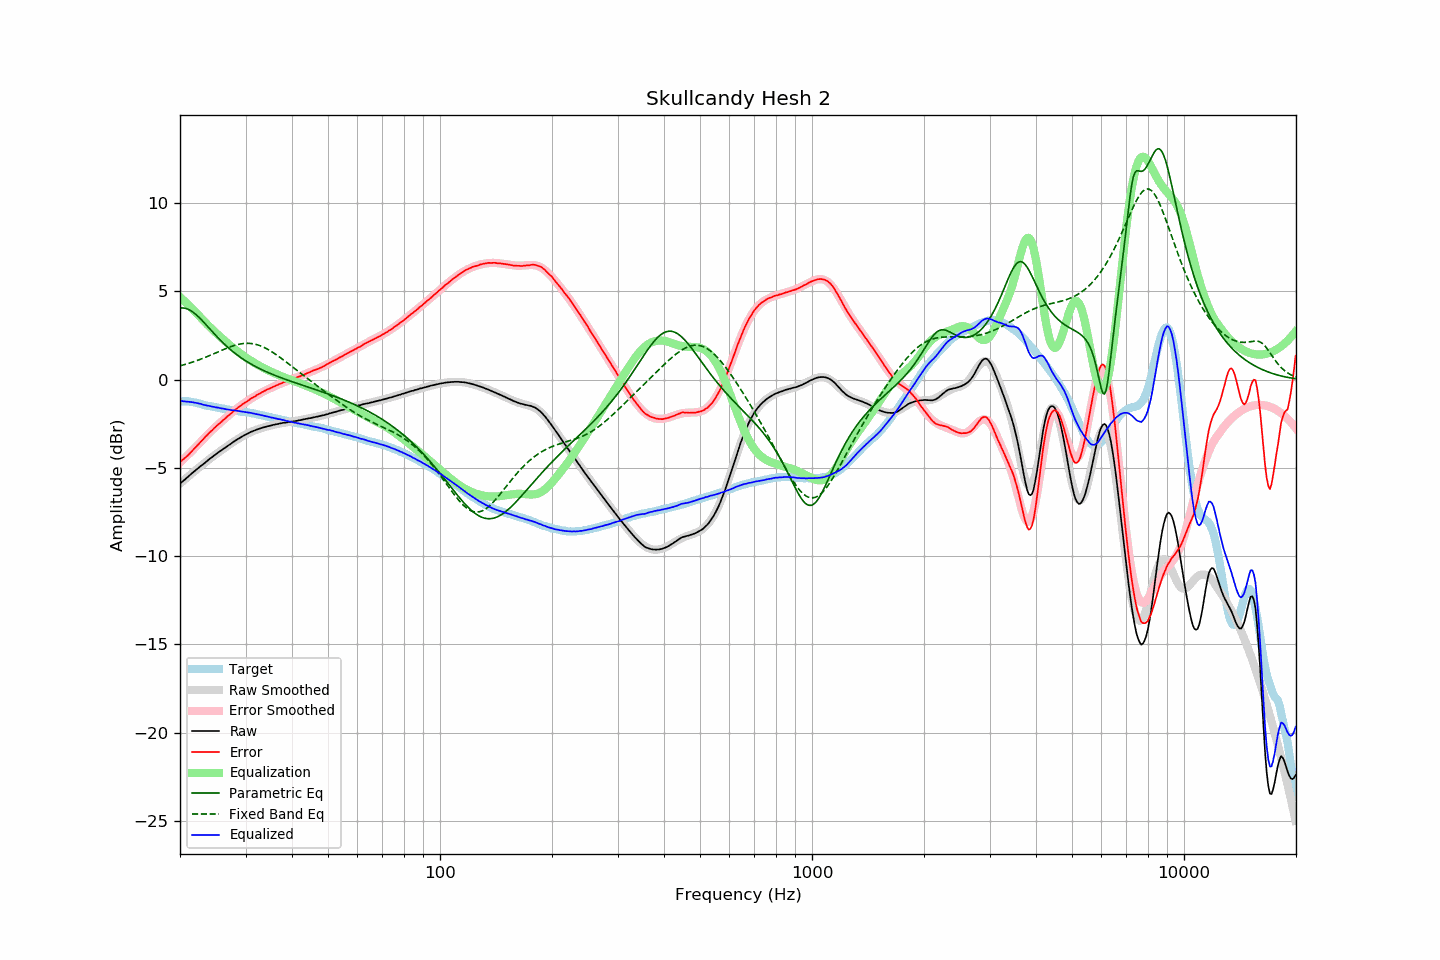 Skullcandy Hesh 2
Amplitude (dBr)
10
5
0
−5
−10
−15
−20
−25
Target
Raw Smoothed
Error Smoothed
Raw
Error
Equalization
Parametric Eq
Fixed Band Eq
Equalized
100
1000
10000
Frequency (Hz)